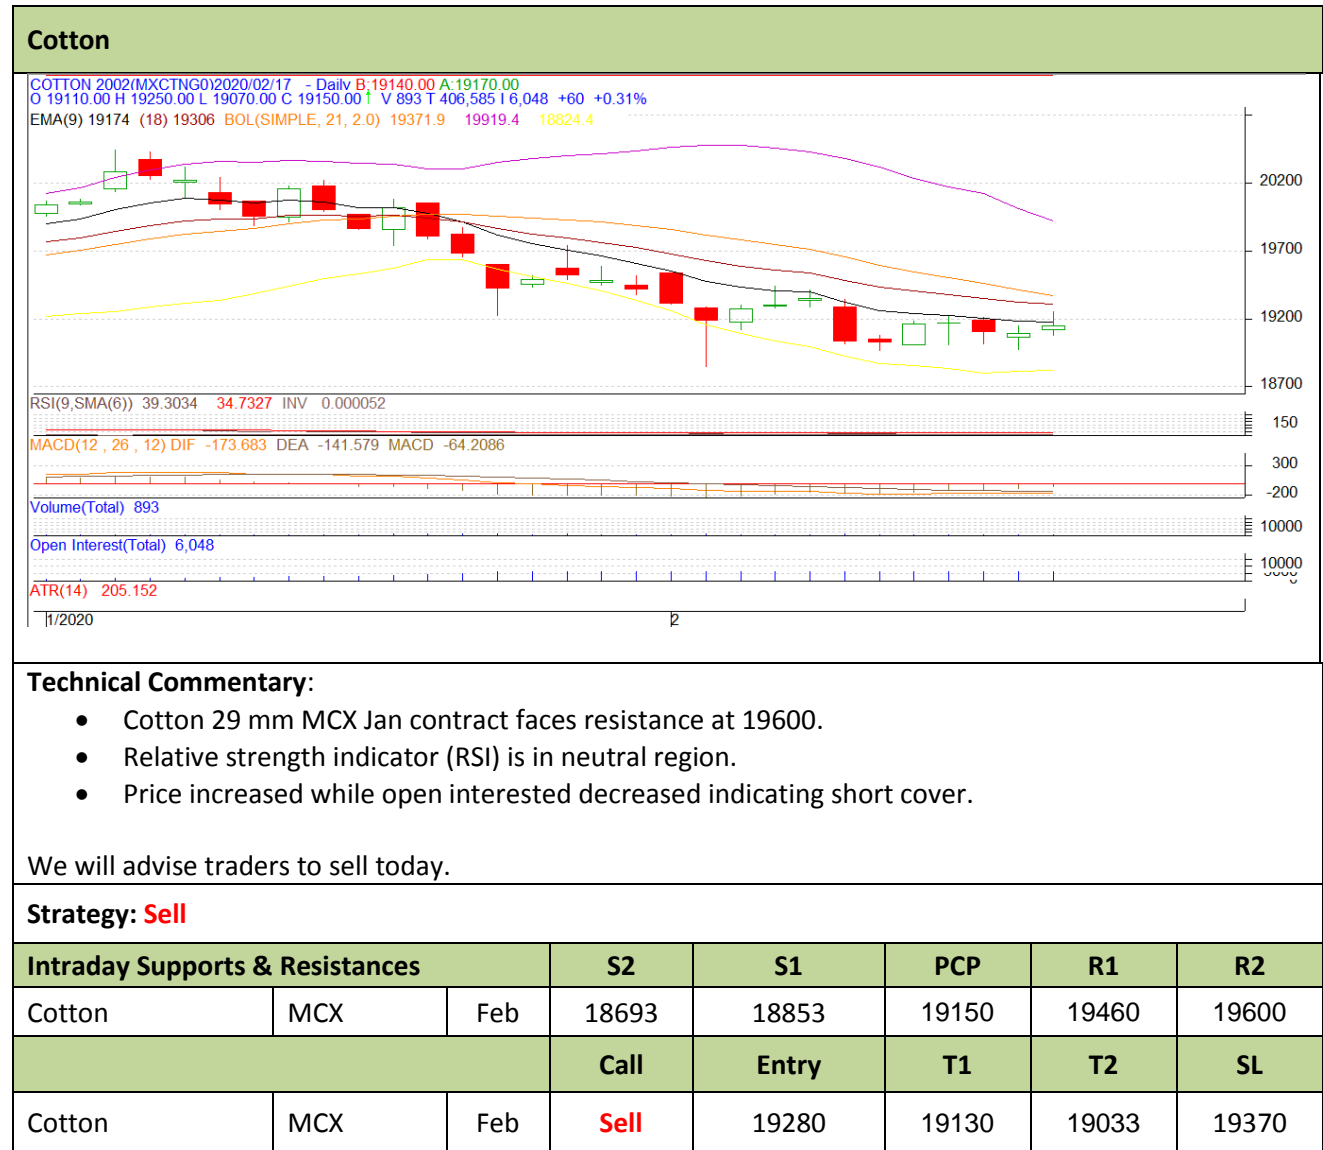 Cotton
COTTON 2002(MXCTNG0)2020/02/17 - Daily B:19140.00 A:19170.00
O 19110.00 H 19250.00 L 19070.00 C 19150.00↑ V 893 T 406,585 I 6,048 +60 +0.31%
EMA(9) 19174 (18) 19306 BOL(SIMPLE, 21, 2.0) 19371.9 19919.4 18824.4
20200
19700
19200
18700
RSI(9,SMA(6)) 39.3034 34.7327 INV 0.000052
150
MACD(12 , 26 , 12) DIF -173.683 DEA -141.579 MACD -64.2086
300
-200
Volume(Total) 893
10000
Open Interest(Total) 6,048
10000
ATR(14) 205.152
1/2020 2
Technical Commentary:
• Cotton 29 mm MCX Jan contract faces resistance at 19600.
• Relative strength indicator (RSI) is in neutral region.
• Price increased while open interested decreased indicating short cover.
We will advise traders to sell today.
Strategy: Sell
Intraday Supports & Resistances S2 S1 PCP R1 R2
Cotton MCX Feb 18693 18853 19150 19460 19600
Call Entry T1 T2 SL
Cotton MCX Feb Sell 19280 19130 19033 19370